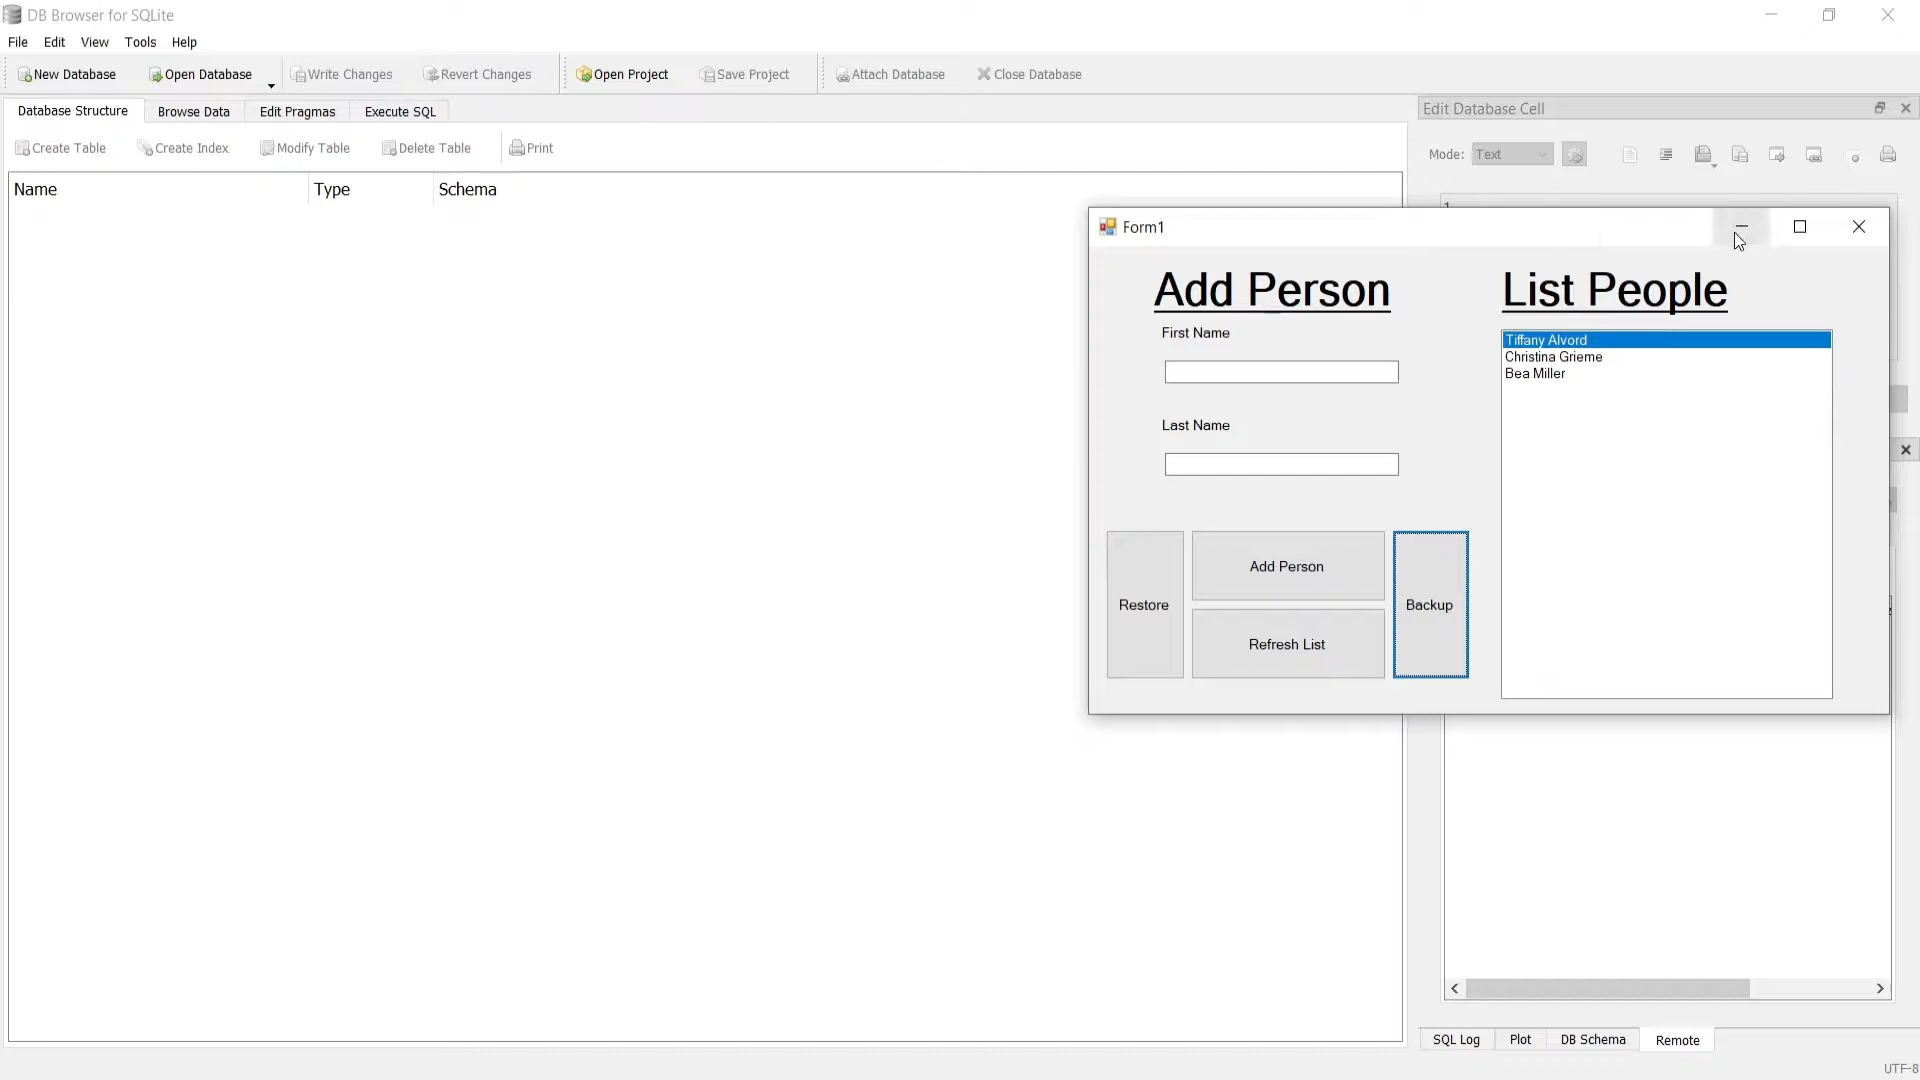 DB Browser for SQLite
File Edit View Tools Help
New Database Open Database Write Changes Revert Changes Open Project Save Project Attach Database Close Database
Database Structure Browse Data Edit Pragmas Execute SQL
Create Table Create Index Modify Table Delete Table Print
Name Type Schema
Edit Database Cell
Mode: Text
Form1
Add Person
First Name
Last Name
Restore
Add Person
Refresh List
Backup
List People
Tiffany Alvord
Christina Grieme
Bea Miller
SQL Log Plot DB Schema Remote
UTF-8